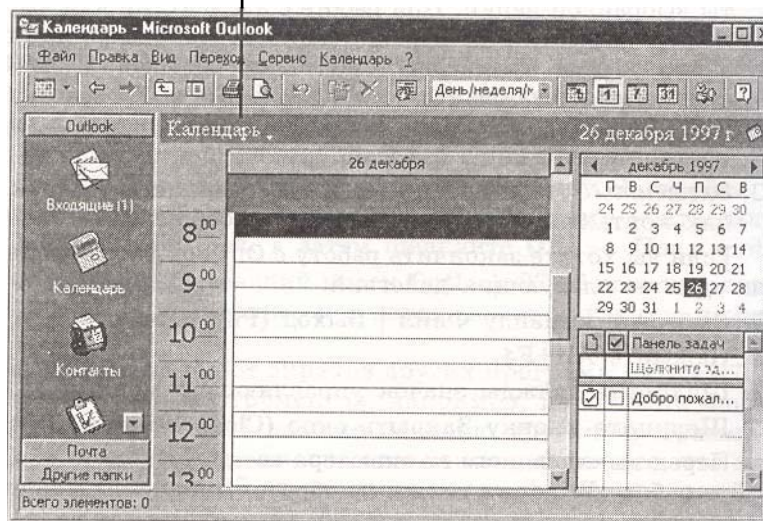 Календарь - Microsoft Outlook
Файл Правка Вид Переход Сервис Календарь ?
День/неделя/м
1 7 31
Outlook
Календарь
26 декабря 1997 г
Входящие (1)
Календарь
Контакты
Почта
Другие папки
26 декабря
8 00
9 00
10 00
11 00
12 00
13 00
декабрь 1997
П В С Ч П С В
24 25 26 27 28 29 30
1 2 3 4 5 6 7
8 9 10 11 12 13 14
15 16 17 18 19 20 21
22 23 24 25 26 27 28
29 30 31 1 2 3 4
Панель задач
Щелкните зд...
Добро пожал...
Всего элементов: 0